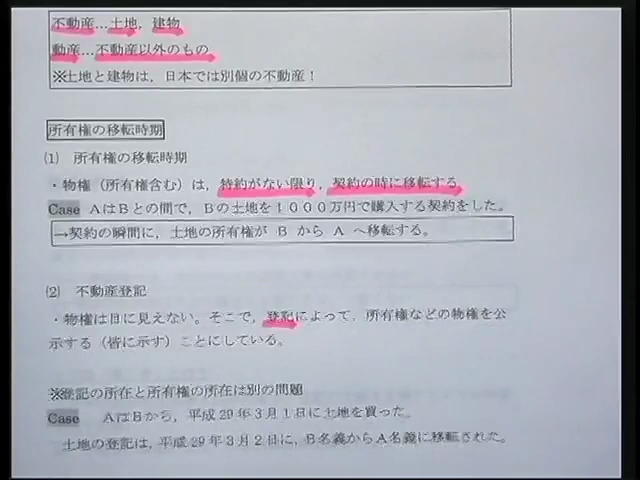 不動産…土地,建物
動産…不動産以外のもの
※土地と建物は,日本では別個の不動産！
所有権の移転時期
(1) 所有権の移転時期
・物権(所有権含む)は,特約がない限り,契約の時に移転する。
Case AはBとの間で,Bの土地を１０００万円で購入する契約をした。
→契約の瞬間に,土地の所有権が B から A へ移転する。
(2) 不動産登記
・物権は目に見えない。そこで,登記によって,所有権などの物権を公
示する(皆に示す)ことにしている。
※登記の所在と所有権の所在は別の問題
Case AはBから,平成29年3月1日に土地を買った。
土地の登記は,平成29年3月2日に,B名義からA名義に移転された。